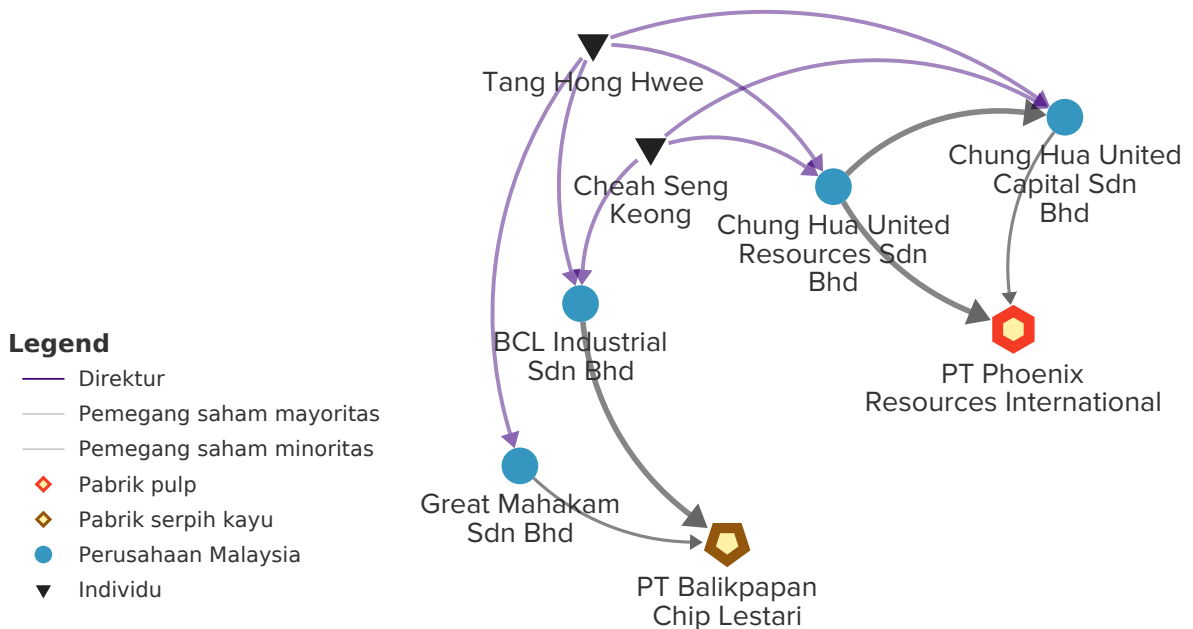 Tang Hong Hwee
Cheah Seng
Keong
Chung Hua United
Capital Sdn
Bhd
Chung Hua United
Resources Sdn
Bhd
BCL Industrial
Sdn Bhd
PT Phoenix
Resources International
Great Mahakam
Sdn Bhd
PT Balikpapan
Chip Lestari
Legend
Direktur
Pemegang saham mayoritas
Pemegang saham minoritas
Pabrik pulp
Pabrik serpih kayu
Perusahaan Malaysia
Individu